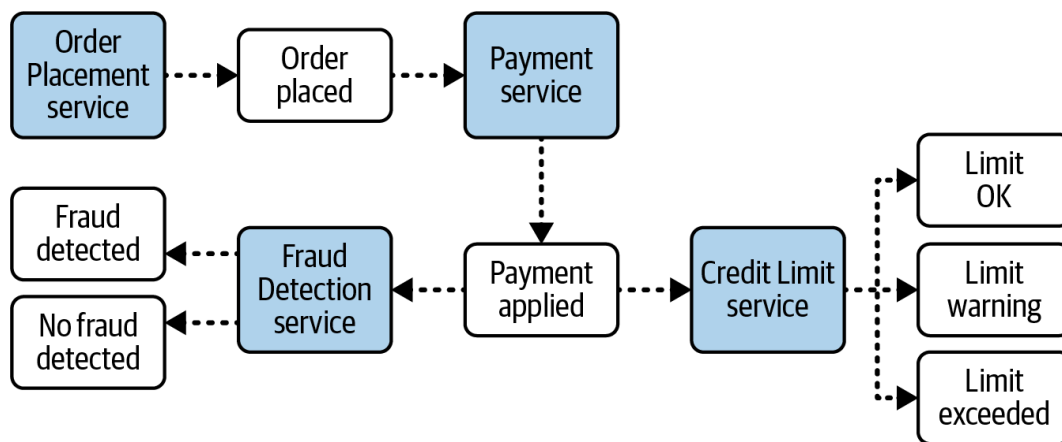 Order
Placement
service
Order
placed
Payment
service
Fraud
detected
No fraud
detected
Fraud
Detection
service
Payment
applied
Credit Limit
service
Limit
OK
Limit
warning
Limit
exceeded